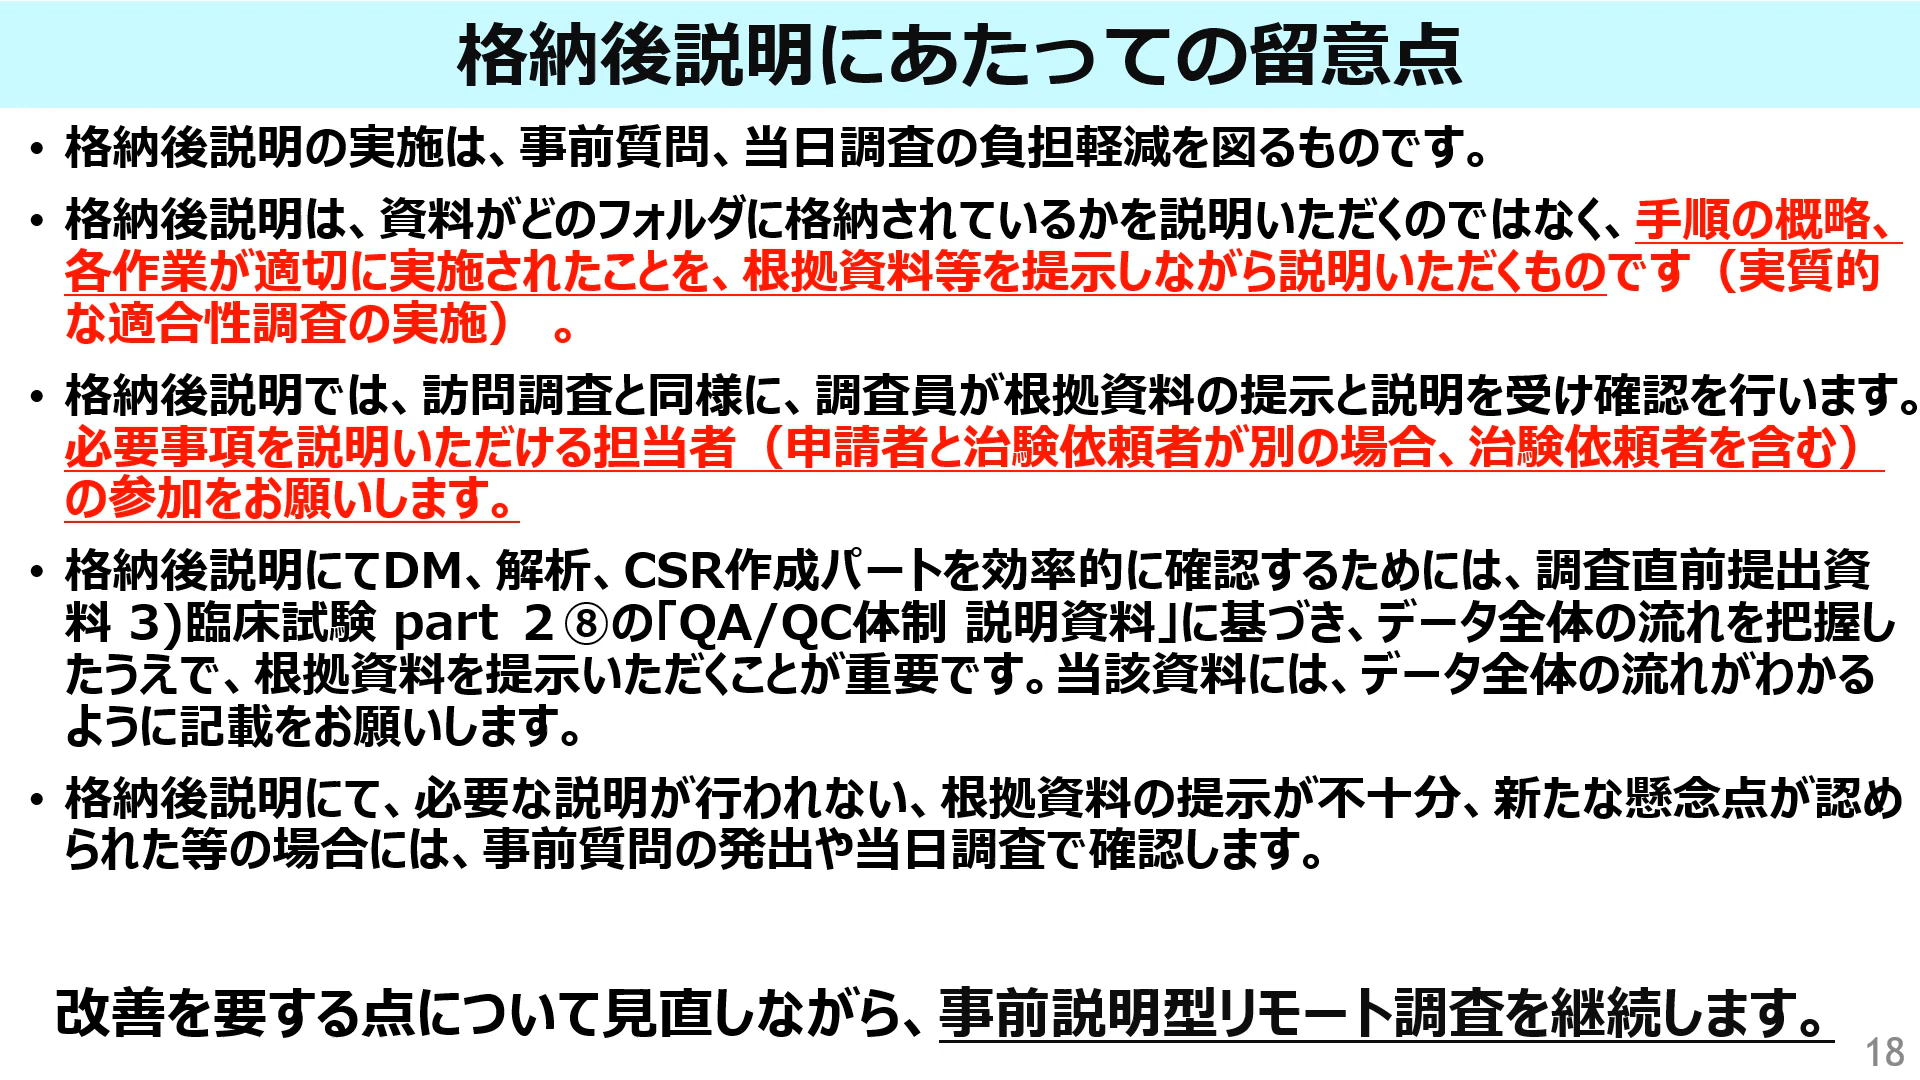 格納後説明にあたっての留意点
• 格納後説明の実施は、事前質問、当日調査の負担軽減を図るものです。
• 格納後説明は、資料がどのフォルダに格納されているかを説明いただくのではなく、手順の概略、
各作業が適切に実施されたことを、根拠資料等を提示しながら説明いただくものです（実質的
な適合性調査の実施） 。
• 格納後説明では、訪問調査と同様に、調査員が根拠資料の提示と説明を受け確認を行います。
必要事項を説明いただける担当者（申請者と治験依頼者が別の場合、治験依頼者を含む）
の参加をお願いします。
• 格納後説明にてDM、解析、CSR作成パートを効率的に確認するためには、調査直前提出資
料 3)臨床試験 part ２⑧の「QA/QC体制 説明資料」に基づき、データ全体の流れを把握し
たうえで、根拠資料を提示いただくことが重要です。当該資料には、データ全体の流れがわかる
ように記載をお願いします。
• 格納後説明にて、必要な説明が行われない、根拠資料の提示が不十分、新たな懸念点が認め
られた等の場合には、事前質問の発出や当日調査で確認します。
改善を要する点について見直しながら、事前説明型リモート調査を継続します。
18